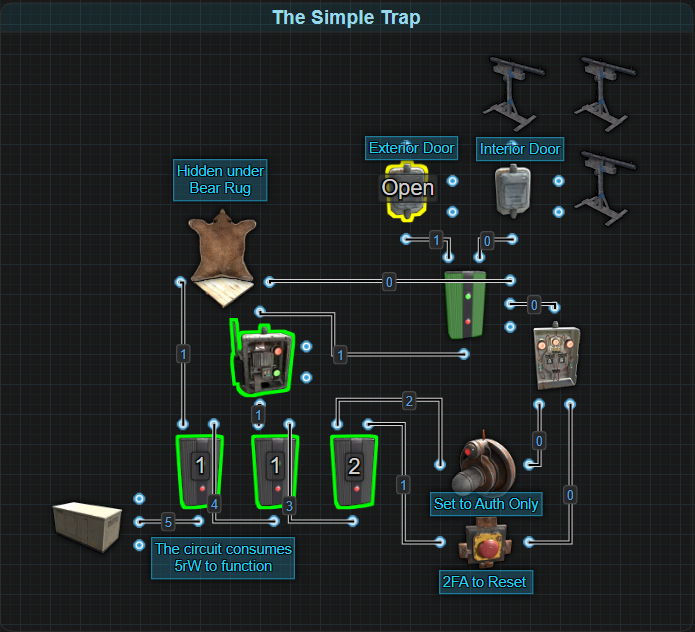 The Simple Trap
Exterior Door
Interior Door
Hidden under
Bear Rug
Open
1
0
0
0
1
1
1
2
0
1
1
2
1
0
4
3
5
Set to Auth Only
The circuit consumes
5rW to function
2FA to Reset